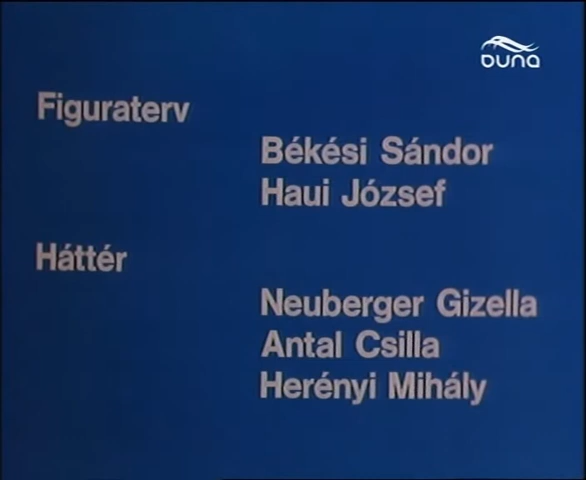 duna
Figuraterv
Békési Sándor
Haui József
Háttér
Neuberger Gizella
Antal Csilla
Herényi Mihály